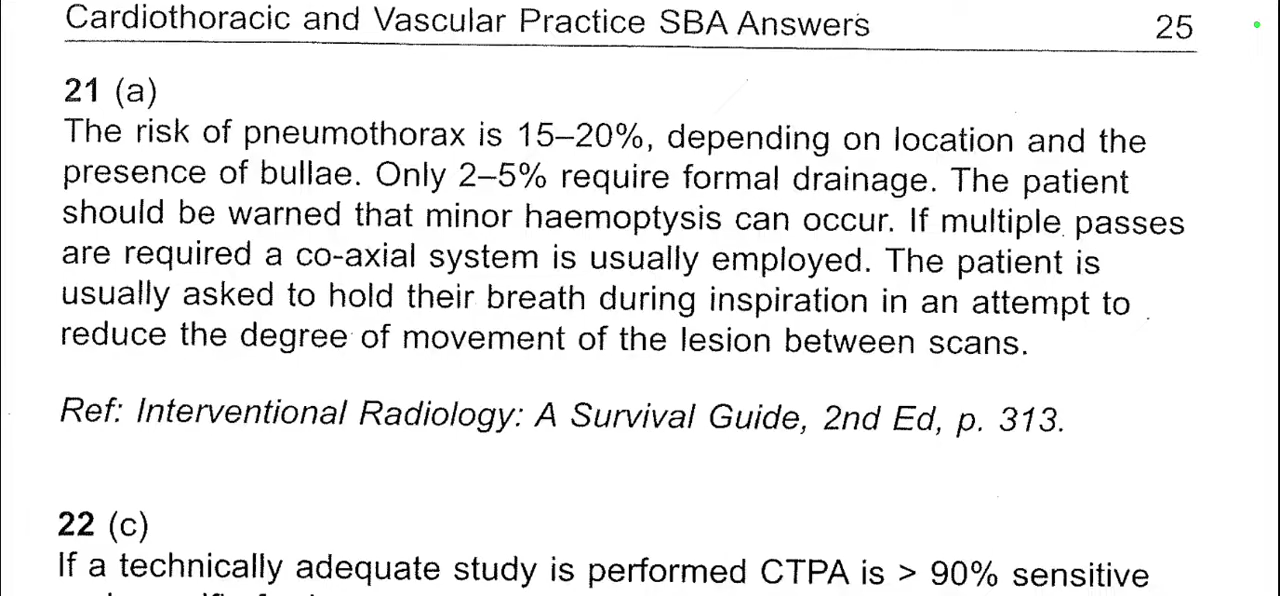 Cardiothoracic and Vascular Practice SBA Answers 25
21 (a)
The risk of pneumothorax is 15–20%, depending on location and the
presence of bullae. Only 2–5% require formal drainage. The patient
should be warned that minor haemoptysis can occur. If multiple passes
are required a co-axial system is usually employed. The patient is
usually asked to hold their breath during inspiration in an attempt to
reduce the degree of movement of the lesion between scans.
Ref: Interventional Radiology: A Survival Guide, 2nd Ed, p. 313.
22 (c)
If a technically adequate study is performed CTPA is > 90% sensitive